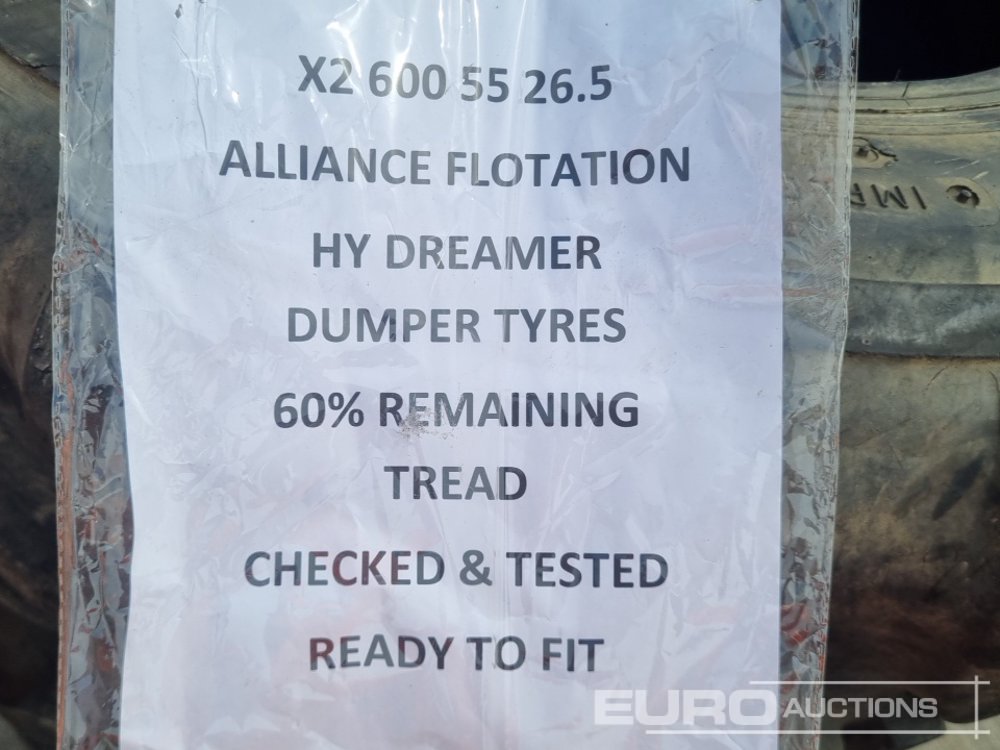 X2 600 55 26.5
ALLIANCE FLOTATION
HY DREAMER
DUMPER TYRES
60% REMAINING
TREAD
CHECKED & TESTED
READY TO FIT
EURO AUCTIONS